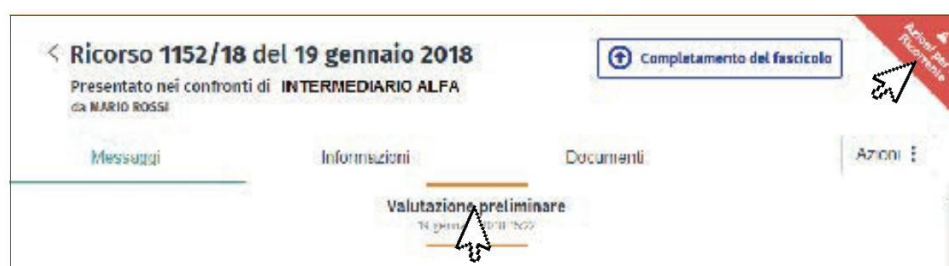 < Ricorso 1152/18 del 19 gennaio 2018
Completamento del fascicolo
Azioni per
Ricorrente
Presentato nei confronti di INTERMEDIARIO ALFA
da MARIO ROSSI
Messaggi
Informazioni
Documenti
Azioni
Valutazione preliminare
19